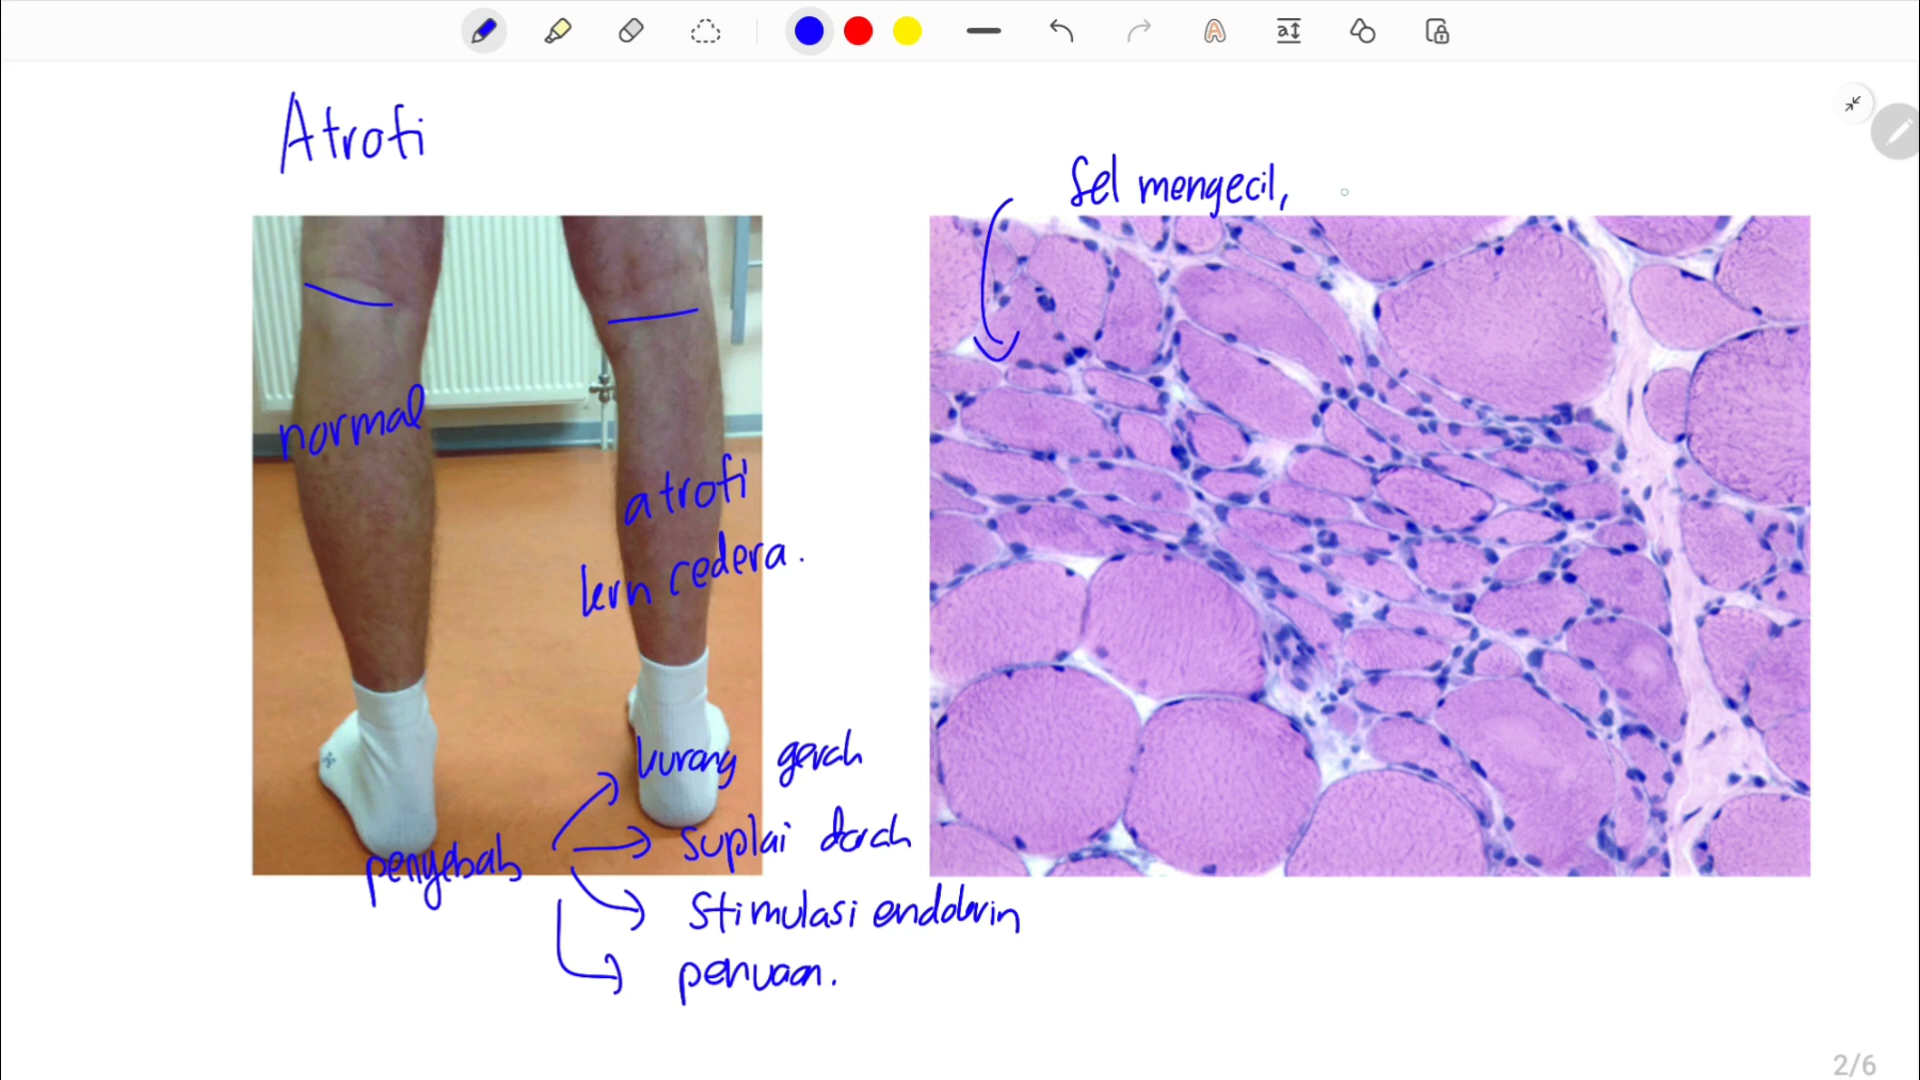 Atrofi
Sel mengecil,
normal
atrofi
krn cedera.
penyebab
kurang gerak
suplai darah
Stimulasi endokrin
penuaan.
2/6